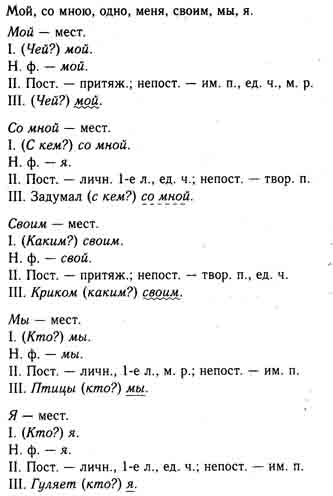 Мой, со мною, одно, меня, своим, мы, я.
Мой — мест.
I. (Чей?) мой.
Н. ф. — мой.
II. Пост. — притяж.; непост. — им. п., ед. ч., м. р.
III. (Чей?) мой.
Со мной — мест.
I. (С кем?) со мной.
Н. ф. — я.
II. Пост. — личн. 1-е л., ед. ч.; непост. — твор. п.
III. Задумал (с кем?) со мной.
Своим — мест.
I. (Каким?) своим.
Н. ф. — свой.
II. Пост. — притяж.; непост. — твор. п., ед. ч.
III. Криком (каким?) своим.
Мы — мест.
I. (Кто?) мы.
Н. ф. — мы.
II. Пост. — личн., 1-е л., м. р.; непост. — им. п.
III. Птицы (кто?) мы.
Я — мест.
I. (Кто?) я.
Н. ф. — я.
II. Пост. — личн., 1-е л., ед. ч.; непост. — им. п.
III. Гуляет (кто?) я.